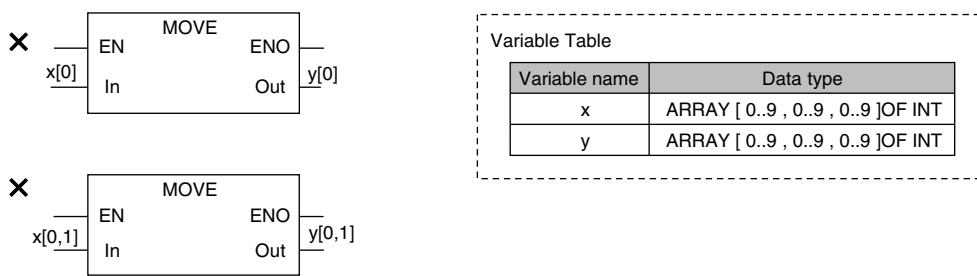 MOVE
EN ENO
x[0] In Out y[0]
MOVE
EN ENO
x[0,1] In Out y[0,1]
Variable Table
Variable name Data type
x ARRAY [ 0..9 , 0..9 , 0..9 ]OF INT
y ARRAY [ 0..9 , 0..9 , 0..9 ]OF INT